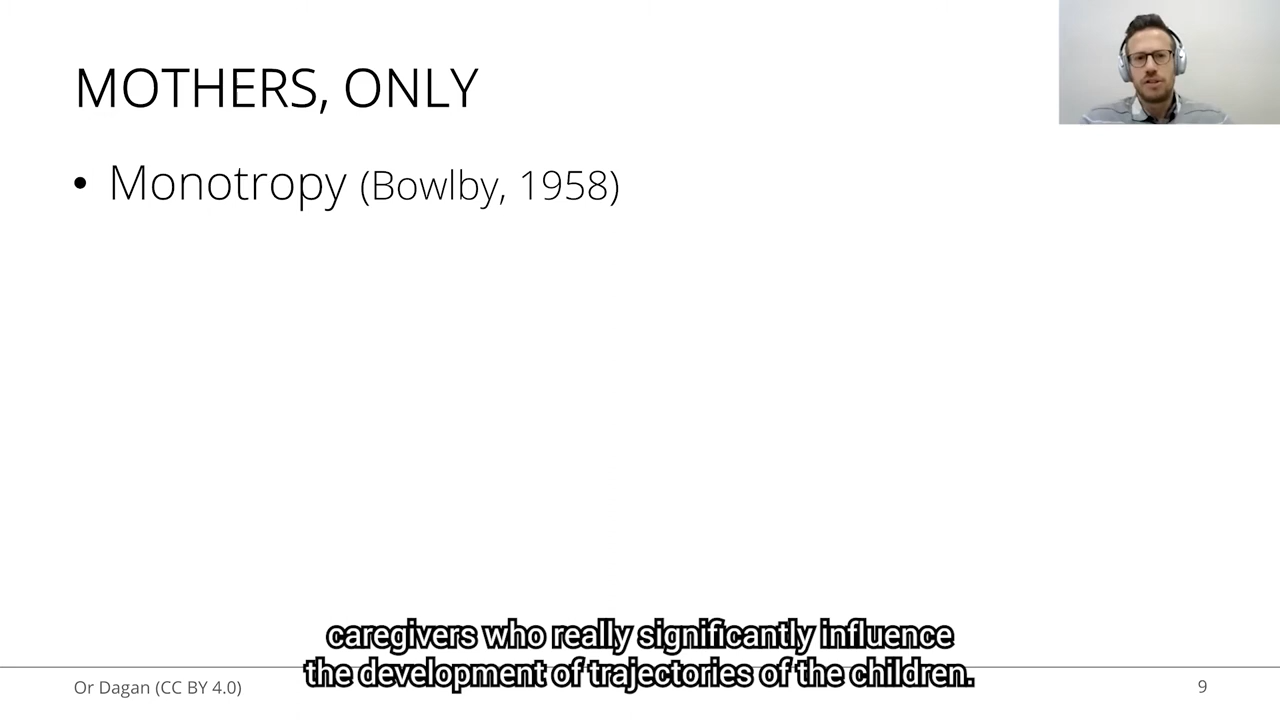 MOTHERS, ONLY
• Monotropy (Bowlby, 1958)
caregivers who really significantly influence
the development of trajectories of the children.
Or Dagan (CC BY 4.0)
9